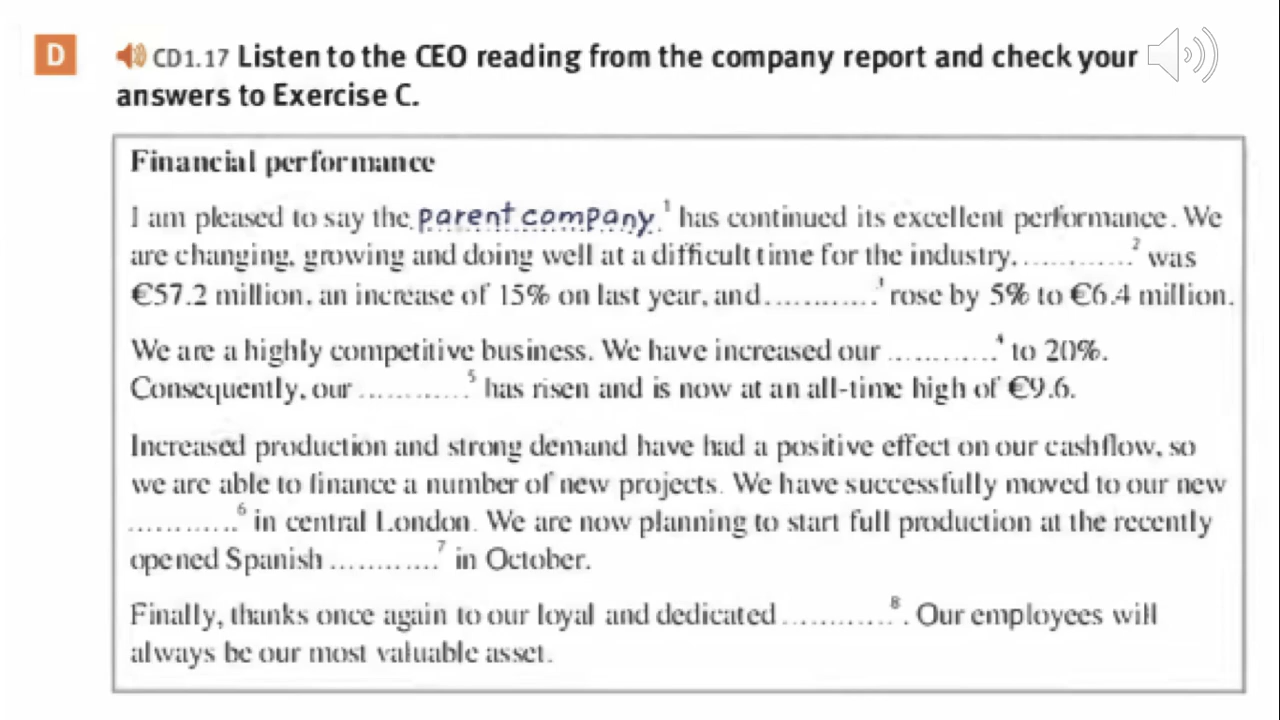 D CD1.17 Listen to the CEO reading from the company report and check your
answers to Exercise C.
Financial performance
I am pleased to say the parent company ¹ has continued its excellent performance. We
are changing, growing and doing well at a difficult time for the industry. ............² was
€57.2 million, an increase of 15% on last year, and ............³ rose by 5% to €6.4 million.
We are a highly competitive business. We have increased our ............⁴ to 20%.
Consequently, our ............⁵ has risen and is now at an all-time high of €9.6.
Increased production and strong demand have had a positive effect on our cashflow, so
we are able to finance a number of new projects. We have successfully moved to our new
............⁶ in central London. We are now planning to start full production at the recently
opened Spanish ............⁷ in October.
Finally, thanks once again to our loyal and dedicated ............⁸. Our employees will
always be our most valuable asset.